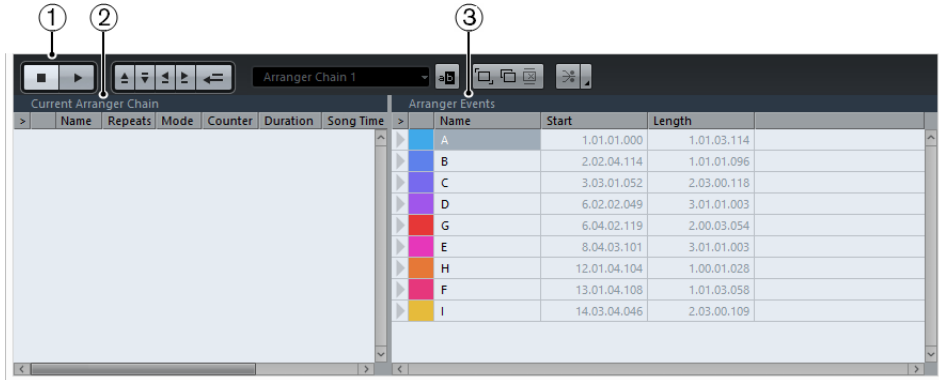 1 2 3
Arranger Chain 1 aB
Current Arranger Chain Arranger Events
> Name Repeats Mode Counter Duration Song Time > Name Start Length
A 1.01.01.000 1.01.03.114
B 2.02.04.114 1.01.01.096
C 3.03.01.052 2.03.00.118
D 6.02.02.049 3.01.01.003
G 6.04.02.119 2.00.03.054
E 8.04.03.101 3.01.01.003
H 12.01.04.104 1.00.01.028
F 13.01.04.108 1.01.03.058
I 14.03.04.046 2.03.00.109